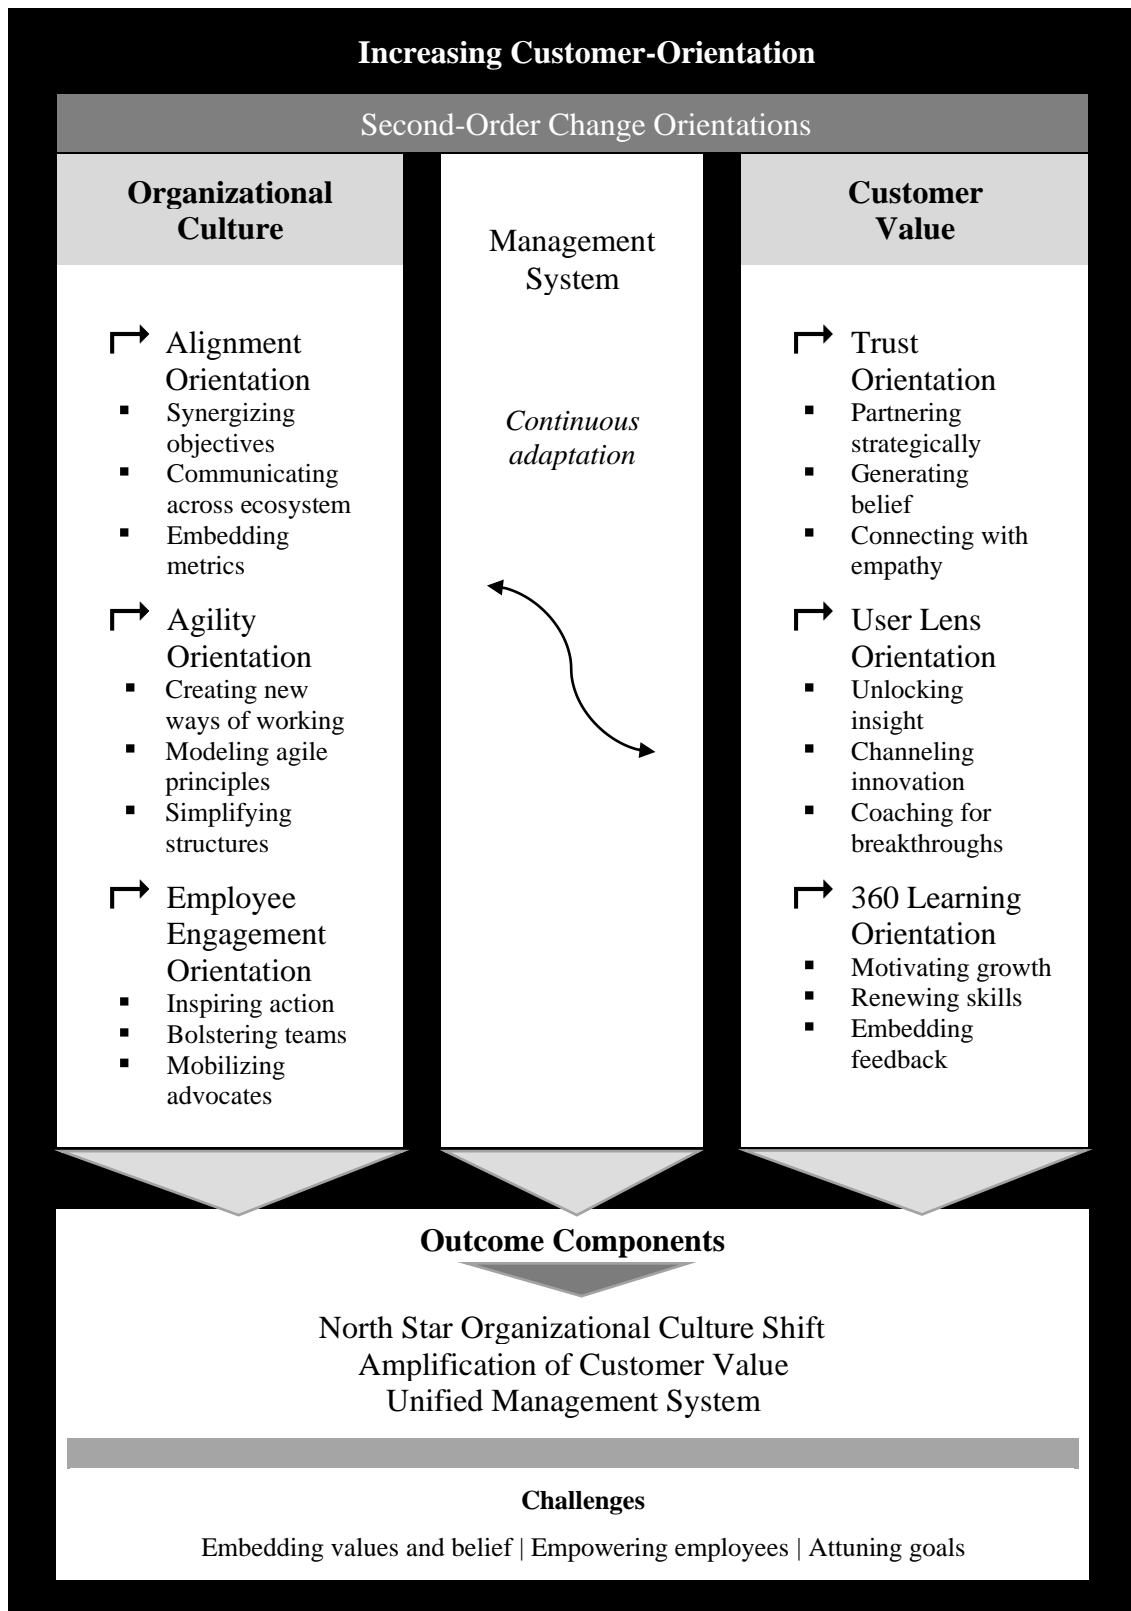 Increasing Customer-Orientation
Second-Order Change Orientations
Organizational
Culture
Alignment
Orientation
▪ Synergizing
objectives
▪ Communicating
across ecosystem
▪ Embedding
metrics
Agility
Orientation
▪ Creating new
ways of working
▪ Modeling agile
principles
▪ Simplifying
structures
Employee
Engagement
Orientation
▪ Inspiring action
▪ Bolstering teams
▪ Mobilizing
advocates
Management
System
Continuous
adaptation
Customer
Value
Trust
Orientation
▪ Partnering
strategically
▪ Generating
belief
▪ Connecting with
empathy
User Lens
Orientation
▪ Unlocking
insight
▪ Channeling
innovation
▪ Coaching for
breakthroughs
360 Learning
Orientation
▪ Motivating growth
▪ Renewing skills
▪ Embedding
feedback
Outcome Components
North Star Organizational Culture Shift
Amplification of Customer Value
Unified Management System
Challenges
Embedding values and belief | Empowering employees | Attuning goals